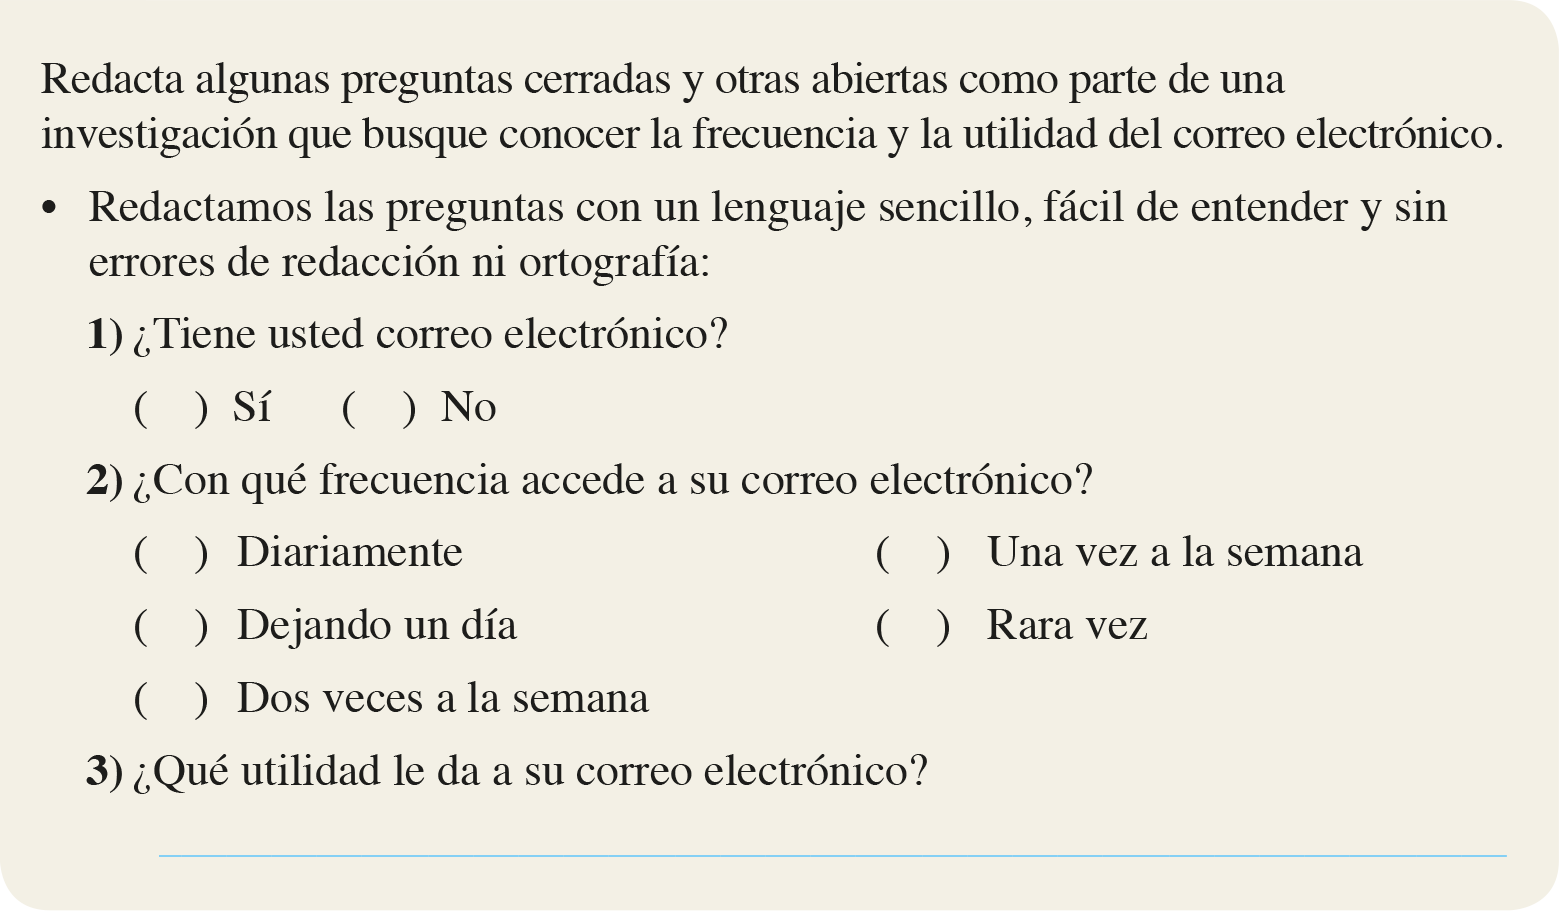 Redacta algunas preguntas cerradas y otras abiertas como parte de una
investigación que busque conocer la frecuencia y la utilidad del correo electrónico.
• Redactamos las preguntas con un lenguaje sencillo, fácil de entender y sin
errores de redacción ni ortografía:
1) ¿Tiene usted correo electrónico?
(   ) Sí   (   ) No
2) ¿Con qué frecuencia accede a su correo electrónico?
(   ) Diariamente   (   ) Una vez a la semana
(   ) Dejando un día   (   ) Rara vez
(   ) Dos veces a la semana
3) ¿Qué utilidad le da a su correo electrónico?